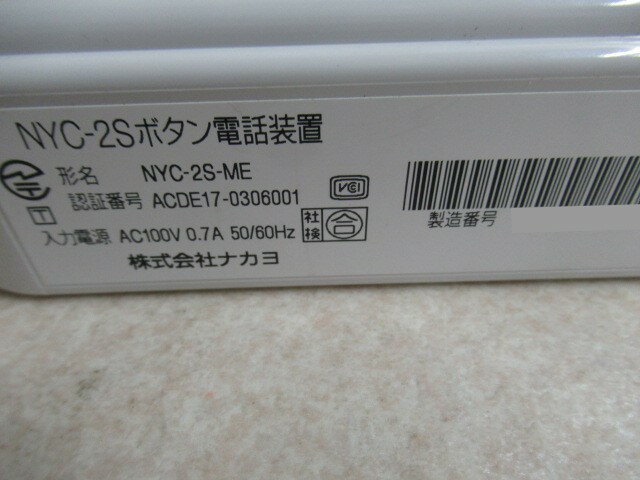 NYC-2Sボタン電話装置
形名 NYC-2S-ME
T 認証番号 ACDE17-0306001
VCI
入力電源 AC100V 0.7A 50/60Hz
社検 合
株式会社ナカヨ
製造番号